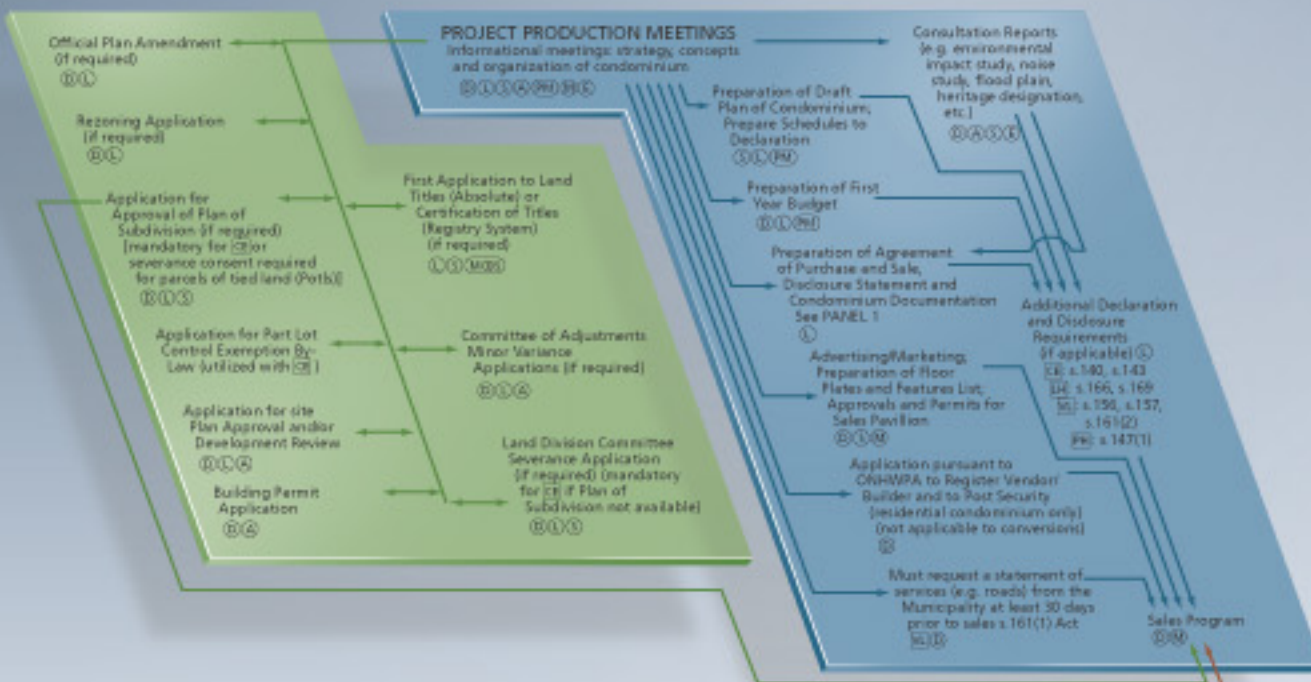 Official Plan Amendment
(if required)
Ⓓ Ⓛ
Rezoning Application
(if required)
Ⓓ Ⓛ
Application for
Approval of Plan of
Subdivision (if required)
[mandatory for CE or
severance consent required
for parcels of tied land (Potls)]
Ⓓ Ⓛ Ⓢ
Application for Part Lot
Control Exemption By-
Law (utilized with CE)
Application for site
Plan Approval and/or
Development Review
Ⓓ Ⓛ Ⓐ
Building Permit
Application
Ⓓ Ⓐ
First Application to Land
Titles (Absolute) or
Certification of Titles
(Registry System)
(if required)
Ⓛ Ⓢ
Committee of Adjustments
Minor Variance
Applications (if required)
Ⓓ Ⓛ Ⓐ
Land Division Committee
Severance Application
(if required) (mandatory
for CE if Plan of
Subdivision not available)
Ⓓ Ⓛ Ⓢ
PROJECT PRODUCTION MEETINGS
Informational meetings: strategy, concepts
and organization of condominium
Ⓓ Ⓛ Ⓢ Ⓐ PM M E
Consultation Reports
(e.g. environmental
impact study, noise
study, flood plain,
heritage designation,
etc.)
Ⓓ Ⓐ Ⓢ Ⓔ
Preparation of Draft
Plan of Condominium;
Prepare Schedules to
Declaration
Ⓢ Ⓛ PM
Preparation of First
Year Budget
Ⓓ Ⓛ PM
Preparation of Agreement
of Purchase and Sale,
Disclosure Statement and
Condominium Documentation
See PANEL 1
Ⓛ
Additional Declaration
and Disclosure
Requirements
(if applicable) Ⓛ
CE: s.140, s.143
LH: s.166, s.169
VL: s.156, s.157,
s.161(2)
PH: s.147(1)
Advertising/Marketing;
Preparation of Floor
Plates and Features List;
Approvals and Permits for
Sales Pavillion
Ⓓ Ⓛ Ⓜ
Application pursuant to
ONHWPA to Register Vendor/
Builder and to Post Security
(residential condominium only)
(not applicable to conversions)
Ⓓ
Must request a statement of
services (e.g. roads) from the
Municipality at least 30 days
prior to sales s.161(1) Act
VL Ⓓ
Sales Program
Ⓓ Ⓜ